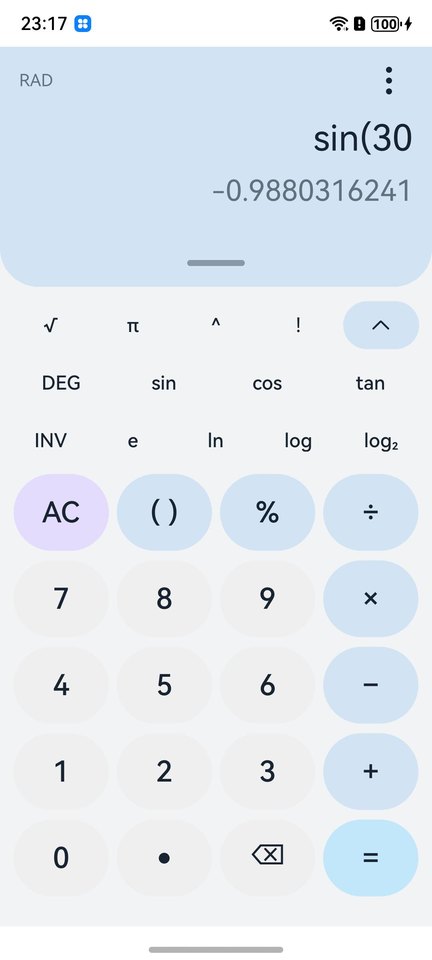 23:17 100
RAD
sin(30
-0.9880316241
√ π ^ !
DEG sin cos tan
INV e ln log log₂
AC ( ) % ÷
7 8 9 ×
4 5 6 −
1 2 3 +
0 • =